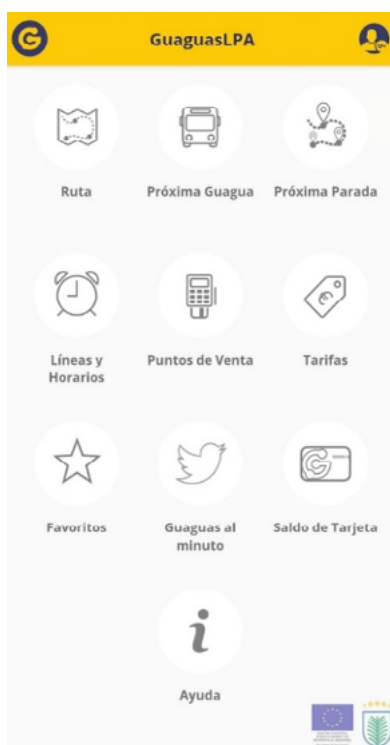 G
GuaguasLPA
Ruta
Próxima Guagua
Próxima Parada
Líneas y
Horarios
Puntos de Venta
Tarifas
Favoritos
Guaguas al
minuto
Saldo de Tarjeta
Ayuda